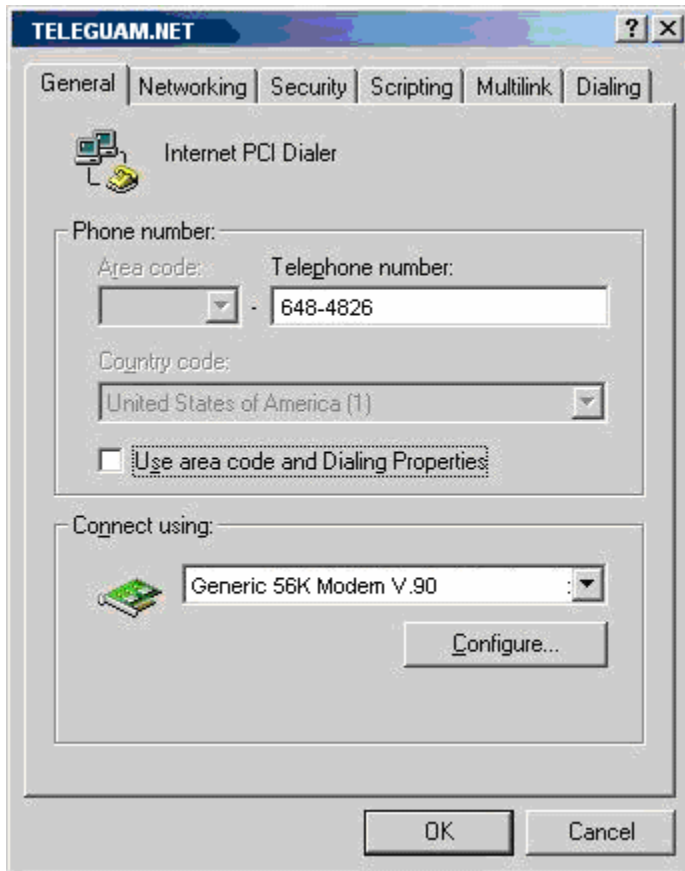 TELEGUAM.NET
General Networking Security Scripting Multilink Dialing
Internet PCI Dialer
Phone number:
Area code: Telephone number:
- 648-4826
Country code:
United States of America (1)
Use area code and Dialing Properties
Connect using:
Generic 56K Modem V.90 :
Configure...
OK Cancel